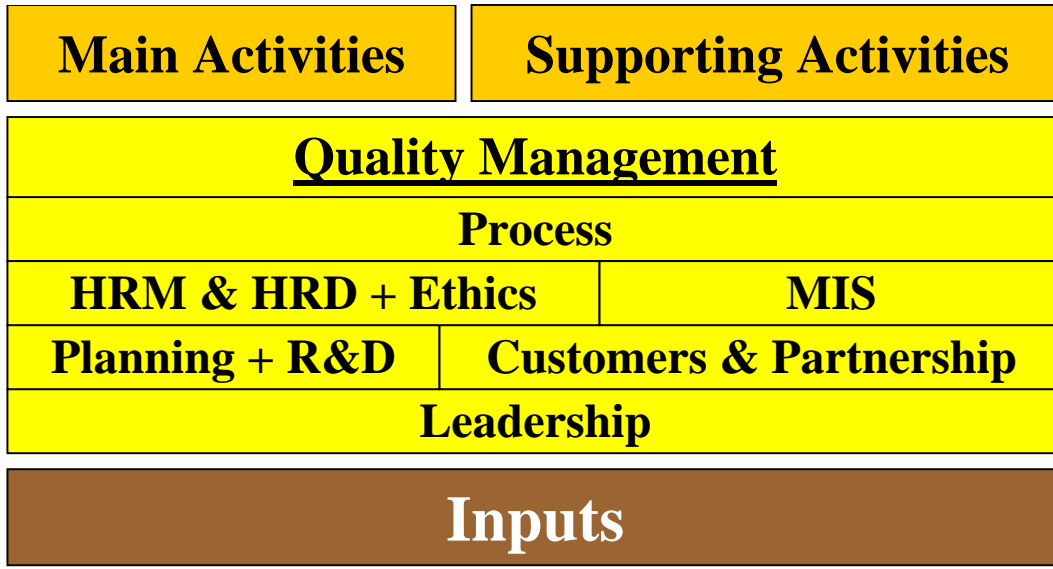 Main Activities
Supporting Activities
Quality Management
Process
HRM & HRD + Ethics
MIS
Planning + R&D
Customers & Partnership
Leadership
Inputs